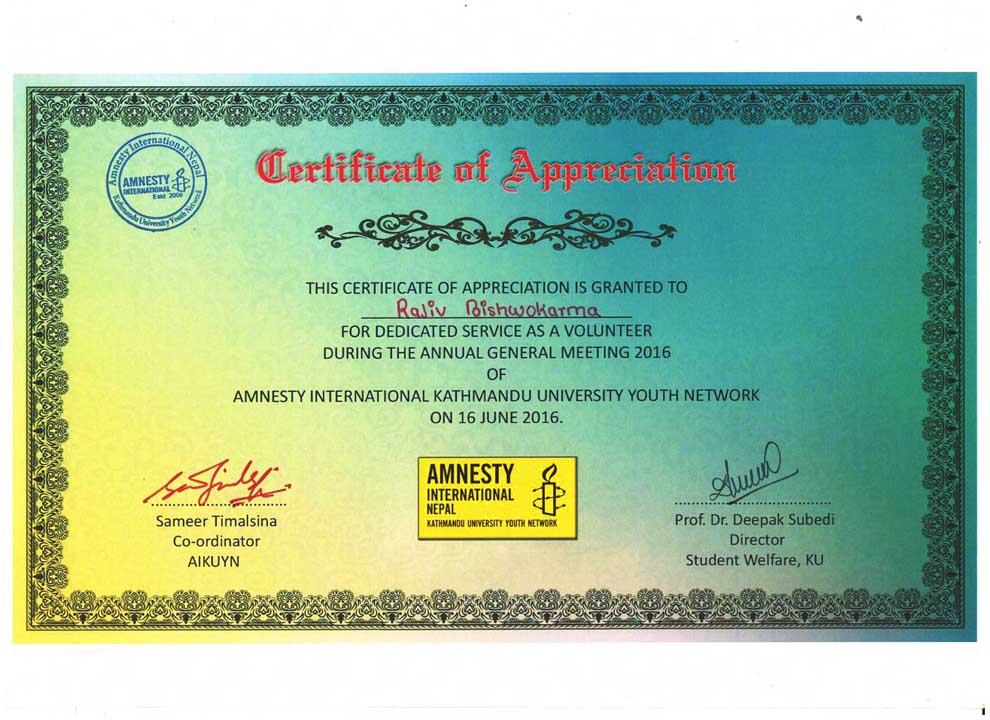 Amnesty International Nepal
AMNESTY
INTERNATIONAL
Estd 2008
Kathmandu University Youth Network
Certificate of Appreciation
THIS CERTIFICATE OF APPRECIATION IS GRANTED TO
Rajiv Bishwokarma
FOR DEDICATED SERVICE AS A VOLUNTEER
DURING THE ANNUAL GENERAL MEETING 2016
OF
AMNESTY INTERNATIONAL KATHMANDU UNIVERSITY YOUTH NETWORK
ON 16 JUNE 2016.
AMNESTY
INTERNATIONAL
NEPAL
KATHMANDU UNIVERSITY YOUTH NETWORK
Sameer Timalsina
Co-ordinator
AIKUYN
Prof. Dr. Deepak Subedi
Director
Student Welfare, KU